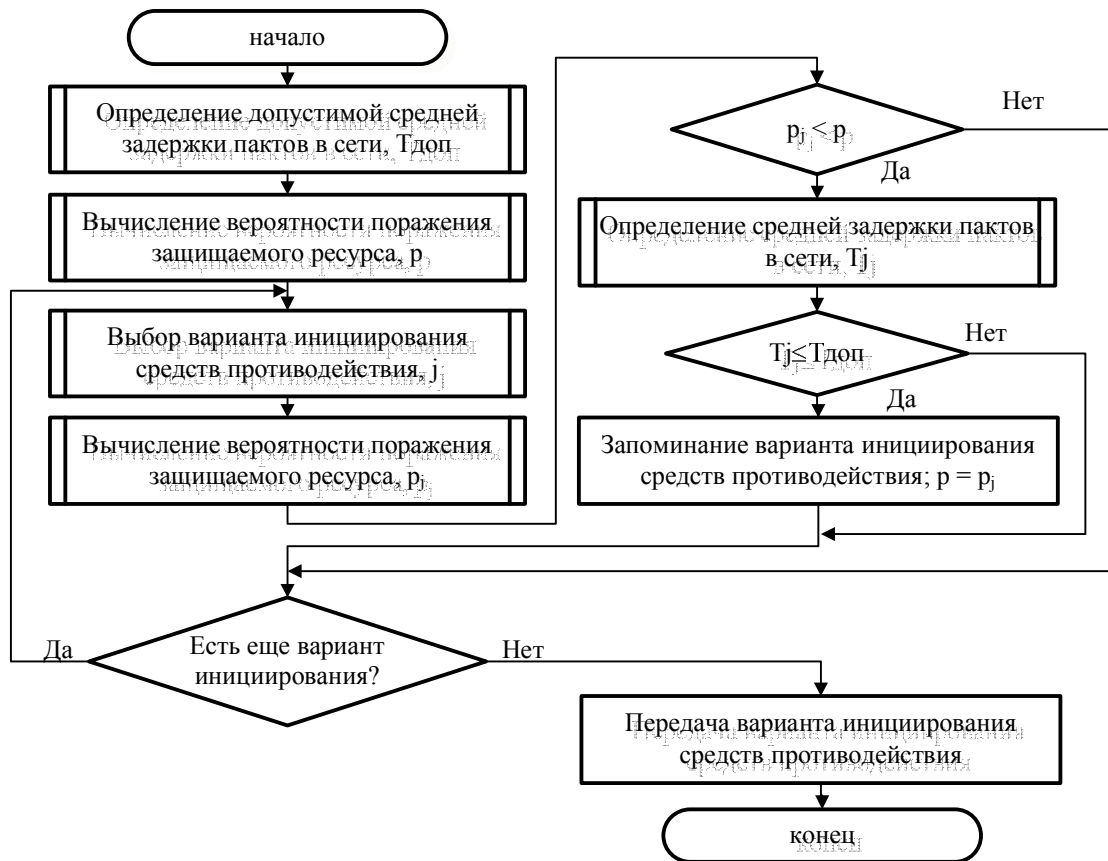 начало
Определение допустимой средней
задержки пактов в сети, Tдоп
Вычисление вероятности поражения
защищаемого ресурса, p
Выбор варианта инициирования
средств противодействия, j
Вычисление вероятности поражения
защищаемого ресурса, pj
pj < p
Нет
Да
Определение средней задержки пактов
в сети, Tj
Tj≤Tдоп
Нет
Да
Запоминание варианта инициирования
средств противодействия; p = pj
Есть еще вариант
инициирования?
Да
Нет
Передача варианта инициирования
средств противодействия
конец